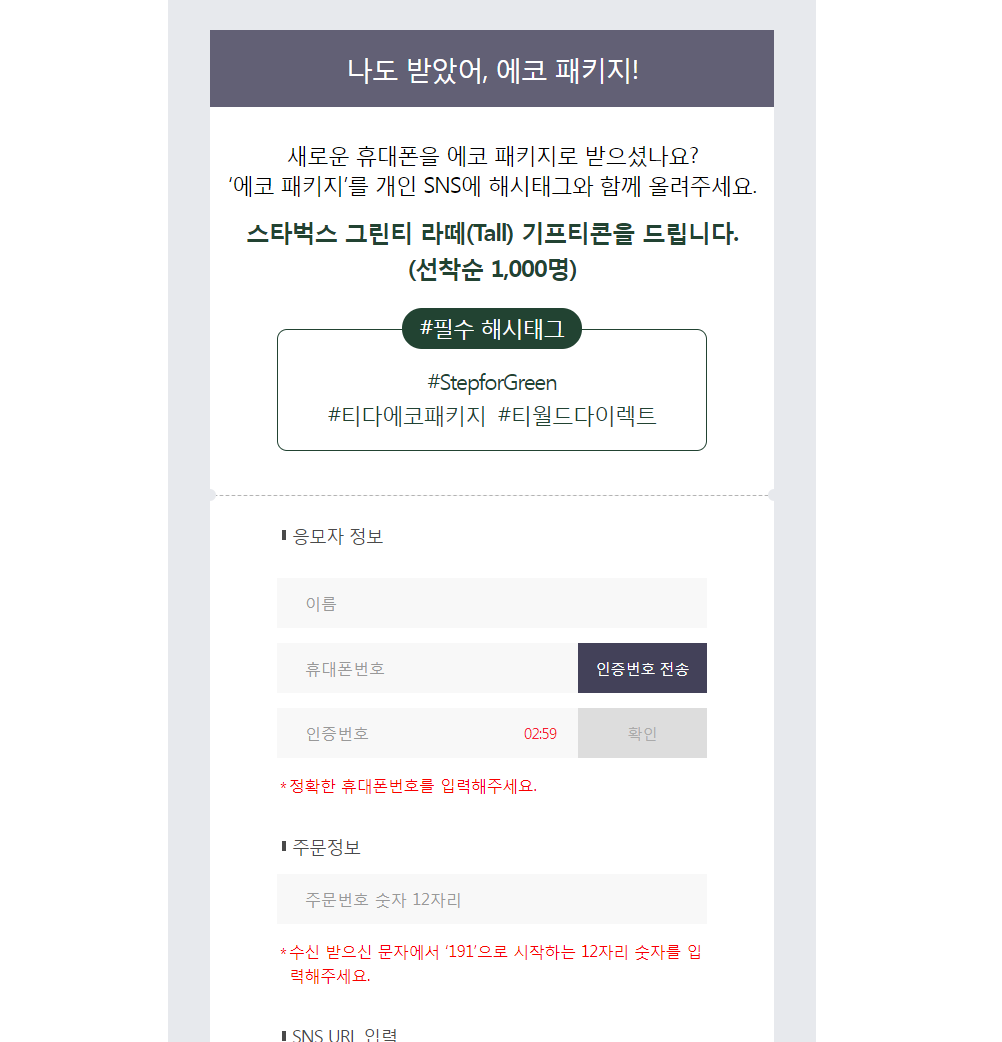 나도 받았어, 에코 패키지!
새로운 휴대폰을 에코 패키지로 받으셨나요?
‘에코 패키지’를 개인 SNS에 해시태그와 함께 올려주세요.
스타벅스 그린티 라떼(Tall) 기프티콘을 드립니다.
(선착순 1,000명)
#필수 해시태그
#StepforGreen
#티다에코패키지 #티월드다이렉트
응모자 정보
이름
휴대폰번호 인증번호 전송
인증번호 02:59 확인
*정확한 휴대폰번호를 입력해주세요.
주문정보
주문번호 숫자 12자리
*수신 받으신 문자에서 ‘191’으로 시작하는 12자리 숫자를 입
력해주세요.
SNS URL 입력